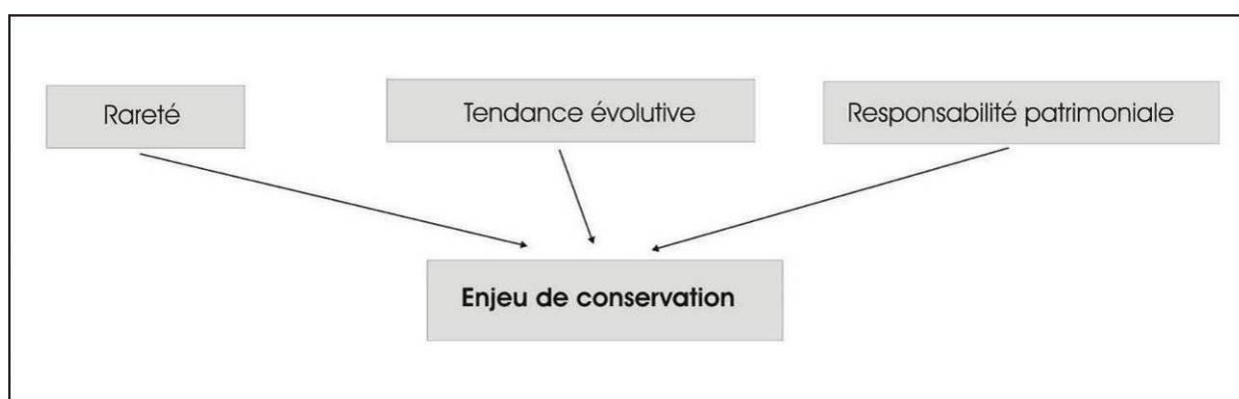 Rareté
Tendance évolutive
Responsabilité patrimoniale
Enjeu de conservation